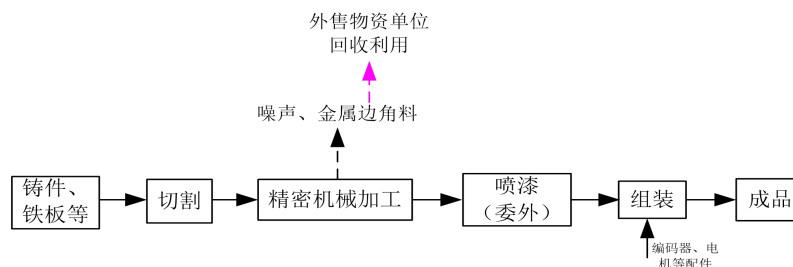 外售物资单位
回收利用
噪声、金属边角料
铸件、
铁板等
切割
精密机械加工
喷漆
（委外）
组装
成品
编码器、电
机等配件